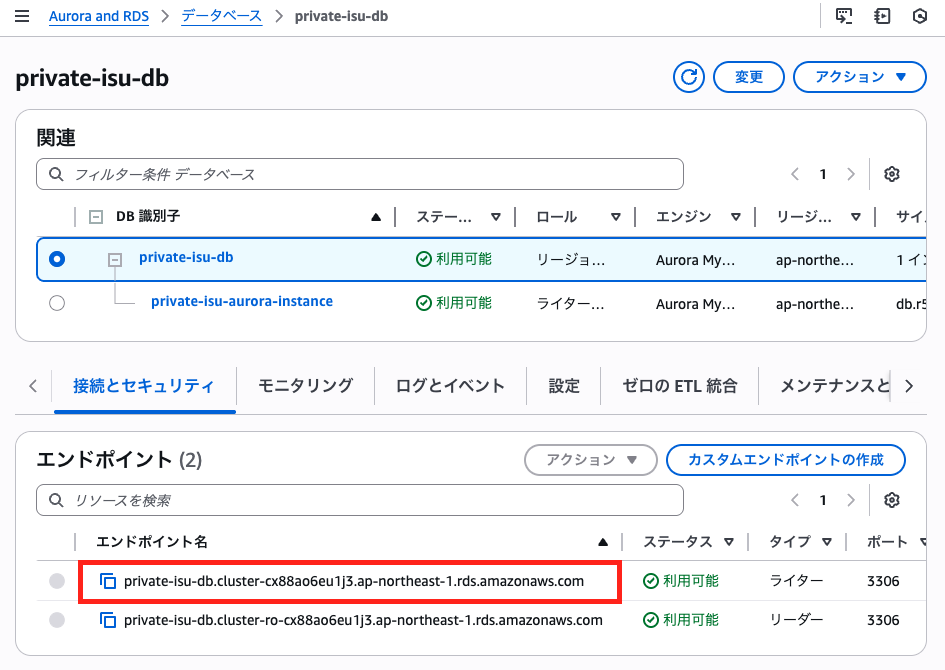 Aurora and RDS > データベース > private-isu-db
private-isu-db
変更
アクション ▼
関連
フィルター条件 データベース
1
DB 識別子 ステー... ロール エンジン リージ... サイ
private-isu-db 利用可能 リージョ... Aurora My... ap-northe... 1 イン
private-isu-aurora-instance 利用可能 ライター... Aurora My... ap-northe... db.r5
接続とセキュリティ モニタリング ログとイベント 設定 ゼロの ETL 統合 メンテナンスと
エンドポイント (2)
アクション ▼
カスタムエンドポイントの作成
リソースを検索
1
エンドポイント名 ステータス タイプ ポート
private-isu-db.cluster-cx88ao6eu1j3.ap-northeast-1.rds.amazonaws.com 利用可能 ライター 3306
private-isu-db.cluster-ro-cx88ao6eu1j3.ap-northeast-1.rds.amazonaws.com 利用可能 リーダー 3306